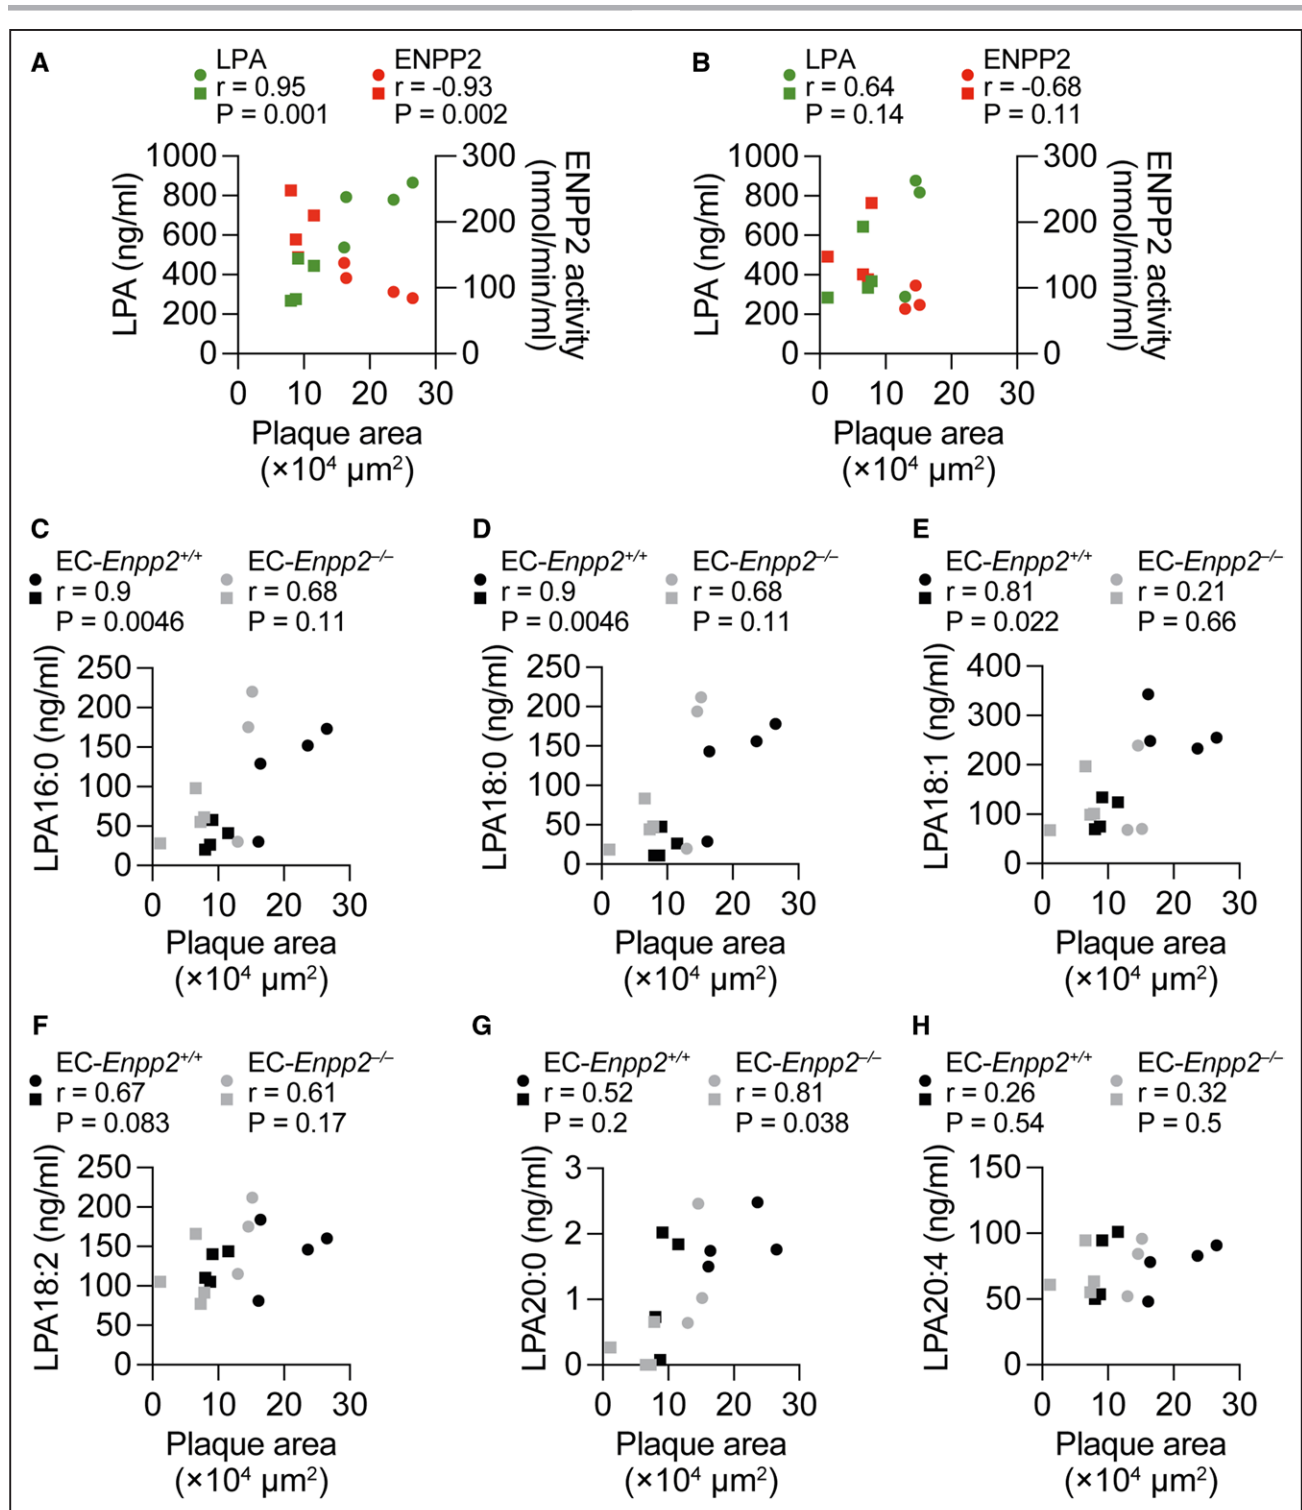 A
LPA
r = 0.95
P = 0.001
ENPP2
r = -0.93
P = 0.002
LPA (ng/ml)
1000
800
600
400
200
0
300
200
100
0
ENPP2 activity
(nmol/min/ml)
0 10 20 30
Plaque area
(×10⁴ µm²)
B
LPA
r = 0.64
P = 0.14
ENPP2
r = -0.68
P = 0.11
LPA (ng/ml)
1000
800
600
400
200
0
300
200
100
0
ENPP2 activity
(nmol/min/ml)
0 10 20 30
Plaque area
(×10⁴ µm²)
C
EC-Enpp2⁺/⁺
r = 0.9
P = 0.0046
EC-Enpp2⁻/⁻
r = 0.68
P = 0.11
LPA16:0 (ng/ml)
250
200
150
100
50
0
0 10 20 30
Plaque area
(×10⁴ µm²)
D
EC-Enpp2⁺/⁺
r = 0.9
P = 0.0046
EC-Enpp2⁻/⁻
r = 0.68
P = 0.11
LPA18:0 (ng/ml)
250
200
150
100
50
0
0 10 20 30
Plaque area
(×10⁴ µm²)
E
EC-Enpp2⁺/⁺
r = 0.81
P = 0.022
EC-Enpp2⁻/⁻
r = 0.21
P = 0.66
LPA18:1 (ng/ml)
400
300
200
100
0
0 10 20 30
Plaque area
(×10⁴ µm²)
F
EC-Enpp2⁺/⁺
r = 0.67
P = 0.083
EC-Enpp2⁻/⁻
r = 0.61
P = 0.17
LPA18:2 (ng/ml)
250
200
150
100
50
0
0 10 20 30
Plaque area
(×10⁴ µm²)
G
EC-Enpp2⁺/⁺
r = 0.52
P = 0.2
EC-Enpp2⁻/⁻
r = 0.81
P = 0.038
LPA20:0 (ng/ml)
3
2
1
0
0 10 20 30
Plaque area
(×10⁴ µm²)
H
EC-Enpp2⁺/⁺
r = 0.26
P = 0.54
EC-Enpp2⁻/⁻
r = 0.32
P = 0.5
LPA20:4 (ng/ml)
150
100
50
0
0 10 20 30
Plaque area
(×10⁴ µm²)